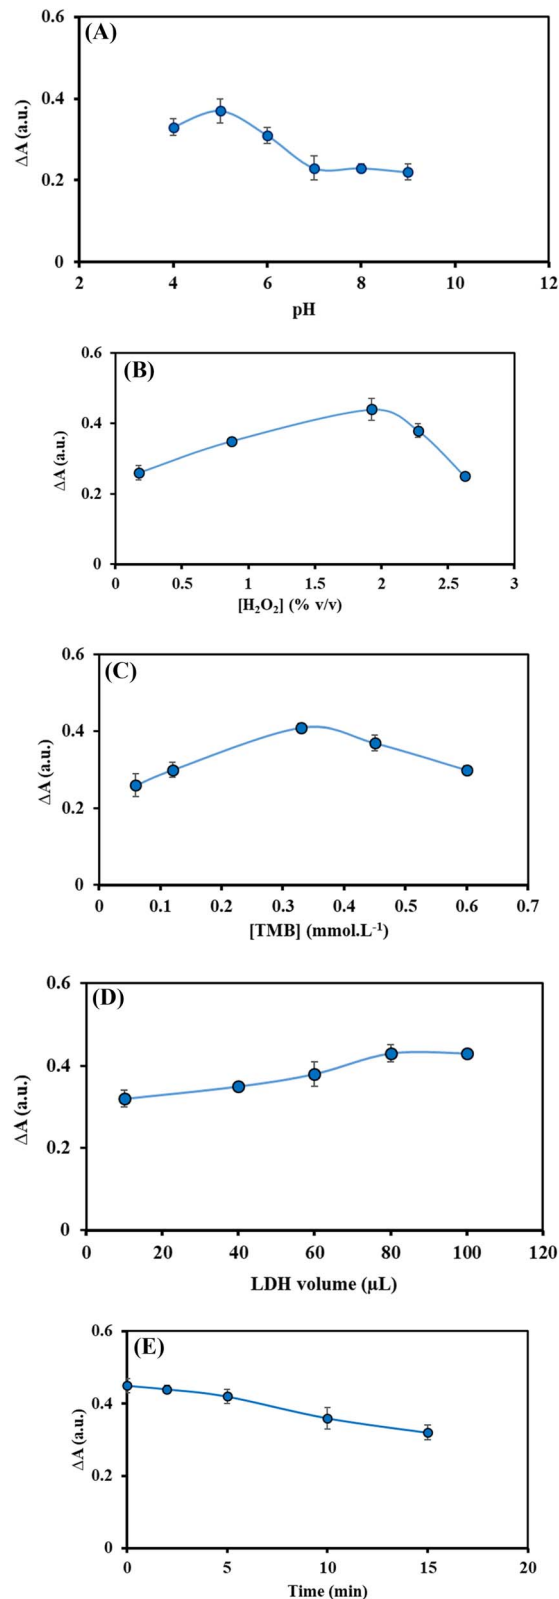 (A)
0.6
0.4
0.2
0
ΔA (a.u.)
2 4 6 8 10 12
pH
(B)
0.6
0.4
0.2
0
ΔA (a.u.)
0 0.5 1 1.5 2 2.5 3
[H₂O₂] (% v/v)
(C)
0.6
0.4
0.2
0
ΔA (a.u.)
0 0.1 0.2 0.3 0.4 0.5 0.6 0.7
[TMB] (mmol.L⁻¹)
(D)
0.6
0.4
0.2
0
ΔA (a.u.)
0 20 40 60 80 100 120
LDH volume (µL)
(E)
0.6
0.4
0.2
0
ΔA (a.u.)
0 5 10 15 20
Time (min)